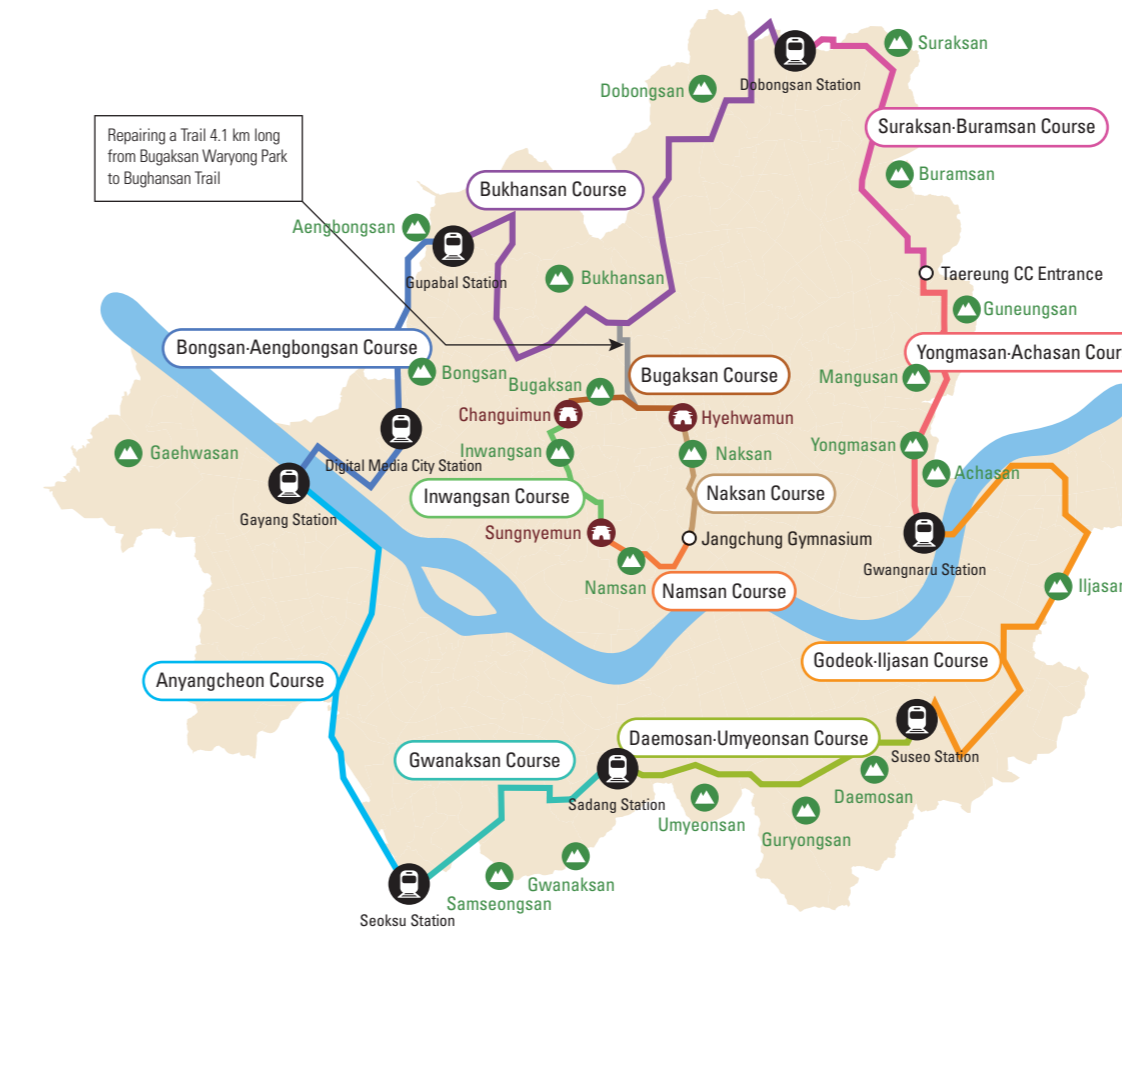 Suraksan
Dobongsan
Dobongsan Station
Repairing a Trail 4.1 km long
from Bugaksan Waryong Park
to Bughansan Trail
Suraksan·Buramsan Course
Buramsan
Bukhansan Course
Aengbongsan
Gupabal Station
Bukhansan
Taereung CC Entrance
Guneungsan
Bongsan-Aengbongsan Course
Yongmasan-Achasan Cour
Bongsan
Bugaksan
Bugaksan Course
Mangusan
Changuimun
Hyehwamun
Gaehwasan
Inwangsan
Naksan
Yongmasan
Digital Media City Station
Achasan
Inwangsan Course
Naksan Course
Gayang Station
Sungnyemun
Jangchung Gymnasium
Gwangnaru Station
Namsan
Namsan Course
Iljasan
Godeok·Iljasan Course
Anyangcheon Course
Daemosan·Umyeonsan Course
Gwanaksan Course
Suseo Station
Sadang Station
Daemosan
Umyeonsan
Guryongsan
Gwanaksan
Samseongsan
Seoksu Station